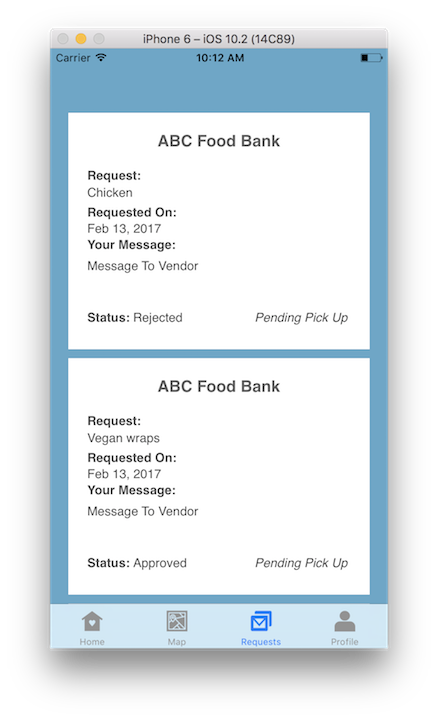 iPhone 6 – iOS 10.2 (14C89)
Carrier 10:12 AM
ABC Food Bank
Request:
Chicken
Requested On:
Feb 13, 2017
Your Message:
Message To Vendor
Status: Rejected Pending Pick Up
ABC Food Bank
Request:
Vegan wraps
Requested On:
Feb 13, 2017
Your Message:
Message To Vendor
Status: Approved Pending Pick Up
Home Map Requests Profile